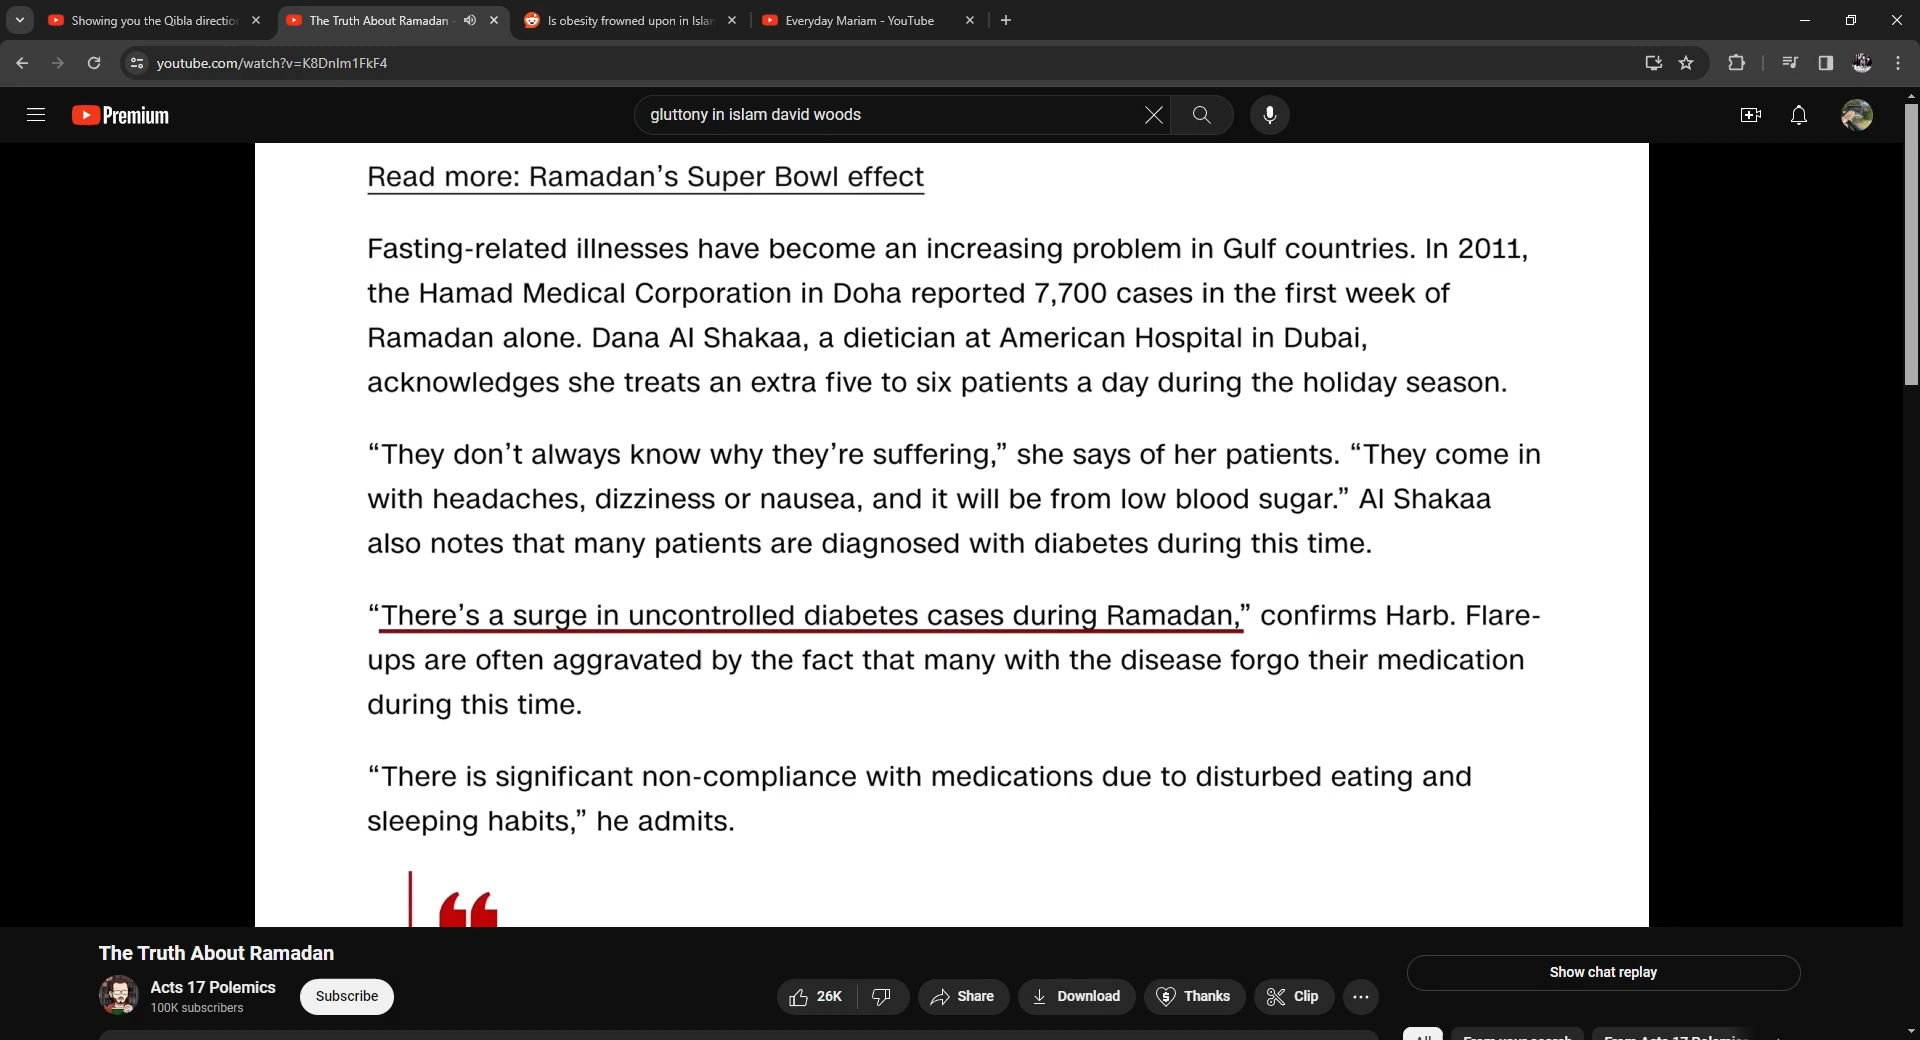 Showing you the Qibla directio
The Truth About Ramadan -
Is obesity frowned upon in Islam
Everyday Mariam - YouTube
youtube.com/watch?v=K8DnIm1FkF4
Premium
gluttony in islam david woods
Read more: Ramadan’s Super Bowl effect
Fasting-related illnesses have become an increasing problem in Gulf countries. In 2011,
the Hamad Medical Corporation in Doha reported 7,700 cases in the first week of
Ramadan alone. Dana Al Shakaa, a dietician at American Hospital in Dubai,
acknowledges she treats an extra five to six patients a day during the holiday season.
“They don’t always know why they’re suffering,” she says of her patients. “They come in
with headaches, dizziness or nausea, and it will be from low blood sugar.” Al Shakaa
also notes that many patients are diagnosed with diabetes during this time.
“There’s a surge in uncontrolled diabetes cases during Ramadan,” confirms Harb. Flare-
ups are often aggravated by the fact that many with the disease forgo their medication
during this time.
“There is significant non-compliance with medications due to disturbed eating and
sleeping habits,” he admits.
“
The Truth About Ramadan
Acts 17 Polemics
100K subscribers
Subscribe
26K
Share
Download
Thanks
Clip
Show chat replay
All
From your search
From Acts 17 Polemics